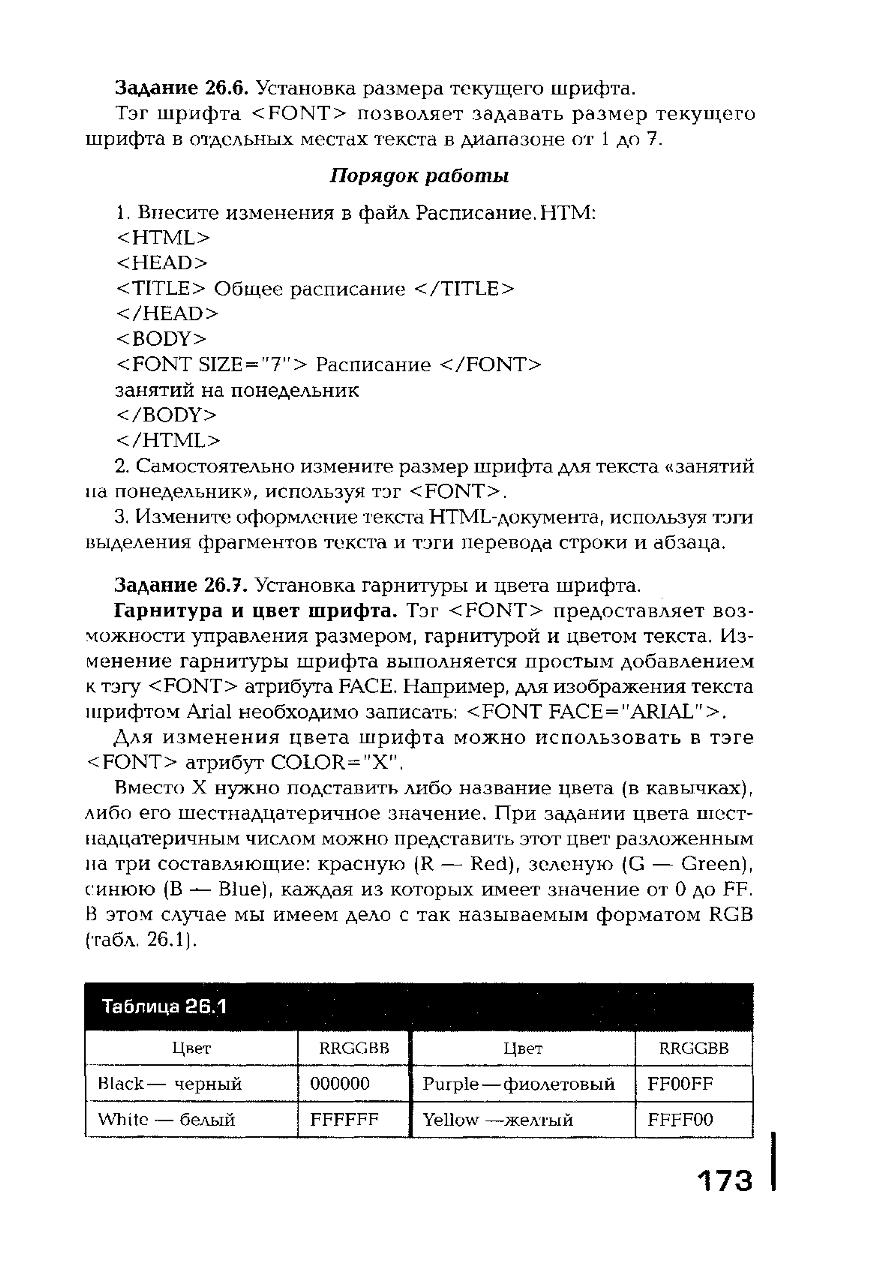 Задание 26.6. Установка размера текущего шрифта.
Тэг шрифта <FONT> позволяет задавать размер текущего
шрифта в отдельных местах текста в диапазоне от 1 до 7.
Порядок работы
1. Внесите изменения в файл Расписание.HTM:
<HTML>
<HEAD>
<TITLE> Общее расписание </TITLE>
</HEAD>
<BODY>
<FONT SIZE="7"> Расписание </FONT>
занятий на понедельник
</BODY>
</HTML>
2. Самостоятельно измените размер шрифта для текста «занятий
на понедельник», используя тэг <FONT>.
3. Измените оформление текста HTML-документа, используя тэги
выделения фрагментов текста и тэги перевода строки и абзаца.
Задание 26.7. Установка гарнитуры и цвета шрифта.
Гарнитура и цвет шрифта. Тэг <FONT> предоставляет воз-
можности управления размером, гарнитурой и цветом текста. Из-
менение гарнитуры шрифта выполняется простым добавлением
к тэгу <FONT> атрибута FACE. Например, для изображения текста
шрифтом Arial необходимо записать: <FONT FACE="ARIAL">.
Для изменения цвета шрифта можно использовать в тэге
<FONT> атрибут COLOR="X".
Вместо X нужно подставить либо название цвета (в кавычках),
либо его шестнадцатеричное значение. При задании цвета шест-
надцатеричным числом можно представить этот цвет разложенным
на три составляющие: красную (R — Red), зеленую (G — Green),
синюю (B — Blue), каждая из которых имеет значение от 0 до FF.
В этом случае мы имеем дело с так называемым форматом RGB
(табл. 26.1).
Таблица 26.1
Цвет RRGGBB Цвет RRGGBB
Black— черный 000000 Purple—фиолетовый FF00FF
White — белый FFFFFF Yellow —желтый FFFF00
173